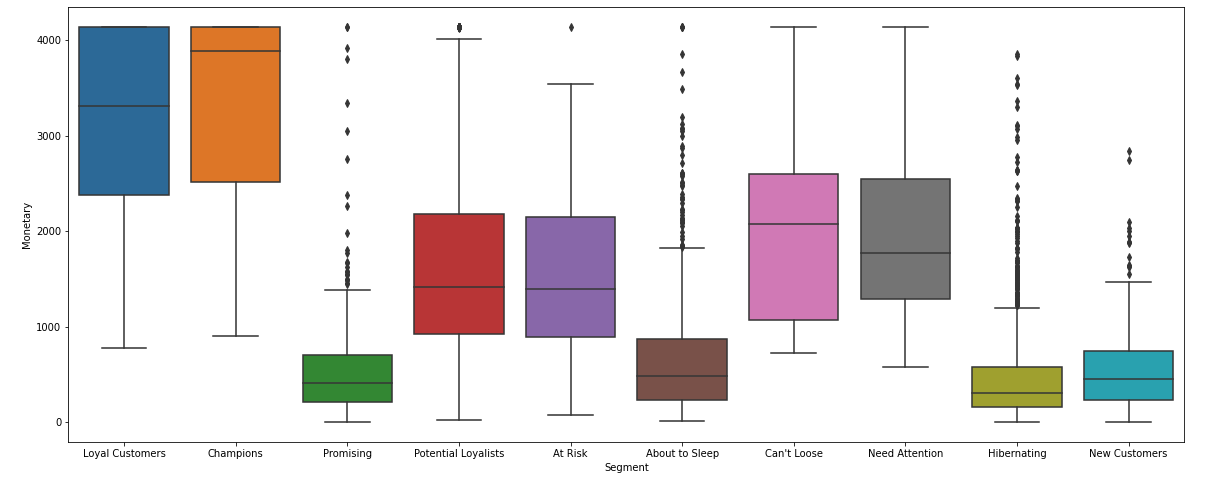 4000
3000
2000
1000
0
Monetary
Loyal Customers Champions Promising Potential Loyalists At Risk About to Sleep Can't Loose Need Attention Hibernating New Customers
Segment